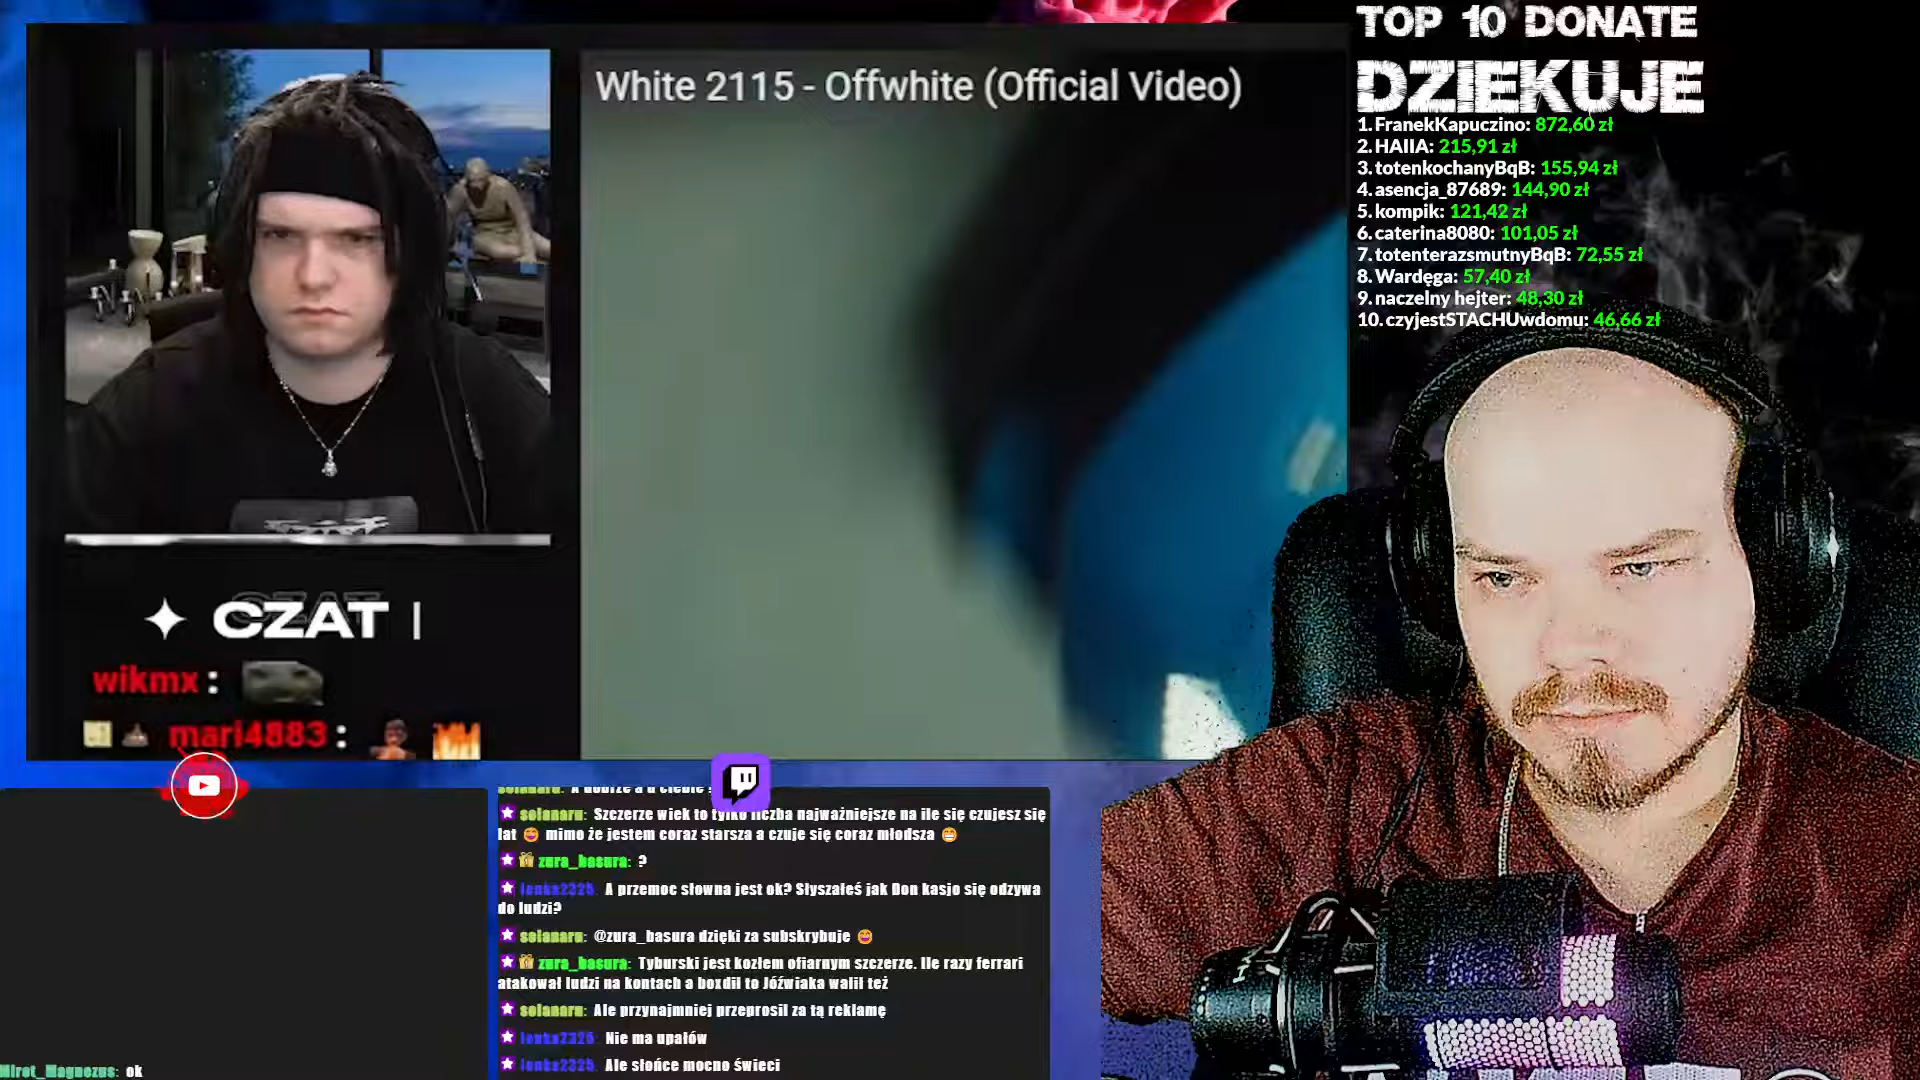 White 2115 - Offwhite (Official Video)
CZAT |
wikmx :
mari4883 :
TOP 10 DONATE
DZIEKUJE
1. FranekKapuczino: 872,60 zł
2. HAIIA: 215,91 zł
3. totenkochanyBqB: 155,94 zł
4. asencja_87689: 144,90 zł
5. kompik: 121,42 zł
6. caterina8080: 101,05 zł
7. totenterazsmutnyBqB: 72,55 zł
8. Wardęga: 57,40 zł
9. naczelny hejter: 48,30 zł
10. czyjestSTACHUwdomu: 46,66 zł
solanaru: Szczerze wiek to tylko liczba najważniejsze na ile się czujesz się
lat 😄 mimo że jestem coraz starsza a czuje się coraz młodsza 😁
zura_basura: ?
A przemoc słowna jest ok? Słyszałeś jak Don kasjo się odzywa
do ludzi?
solanaru: @zura_basura dzięki za subskrybuje 😄
zura_basura: Tyburski jest kozłem ofiarnym szczerze. Ile razy ferrari
atakował ludzi na kontach a boxdil to Jóźwiaka walil też
solanaru: Ale przynajmniej przeprosil za tą reklamę
Nie ma upałów
Ale słońce mocno świeci
Mirot_Magnezus: ok